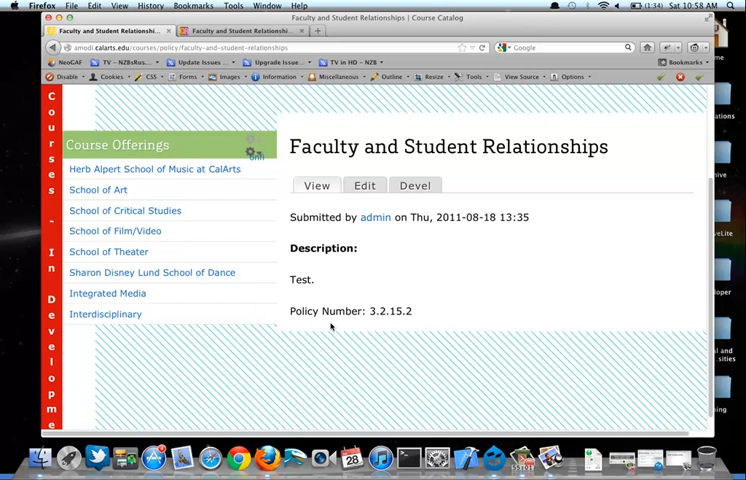 Firefox File Edit View History Bookmarks Tools Window Help (1:34) Sat 10:58 AM
Faculty and Student Relationships | Course Catalog
Faculty and Student Relationshi... Faculty and Student Relationshi...
amodi.calarts.edu/courses/policy/faculty-and-student-relationships Google
NeoGAF TV – NZBsRus... Update Issues... Upgrade Issue... TV in HD – NZB Bookmarks
Disable Cookies CSS Forms Images Information Miscellaneous Outline Resize Tools View Source Options
Courses - In Developme
Course Offerings
Herb Alpert School of Music at CalArts
School of Art
School of Critical Studies
School of Film/Video
School of Theater
Sharon Disney Lund School of Dance
Integrated Media
Interdisciplinary
Faculty and Student Relationships
View Edit Devel
Submitted by admin on Thu, 2011-08-18 13:35
Description:
Test.
Policy Number: 3.2.15.2
28